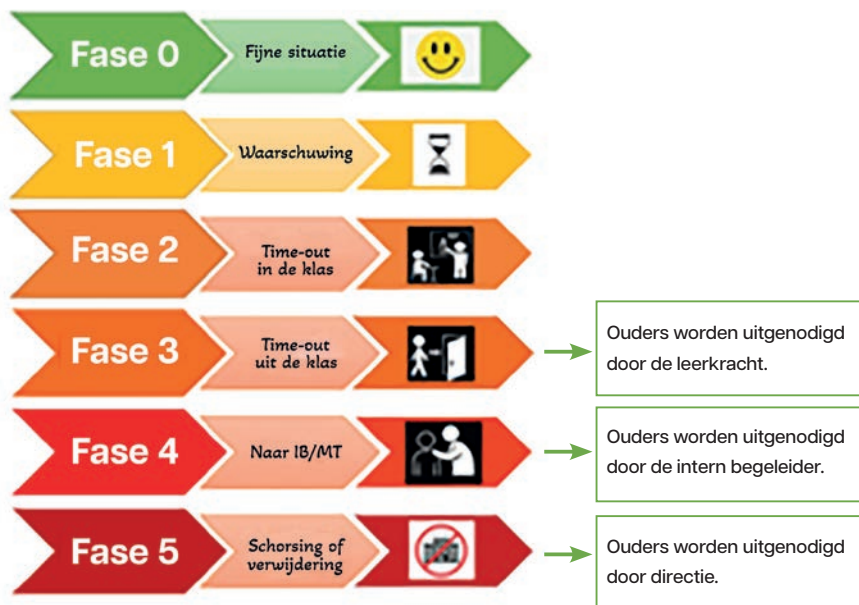 Fase 0
Fijne situatie
Fase 1
Waarschuwing
Fase 2
Time-out
in de klas
Fase 3
Time-out
uit de klas
Ouders worden uitgenodigd
door de leerkracht.
Fase 4
Naar IB/MT
Ouders worden uitgenodigd
door de intern begeleider.
Fase 5
Schorsing of
verwijdering
Ouders worden uitgenodigd
door directie.